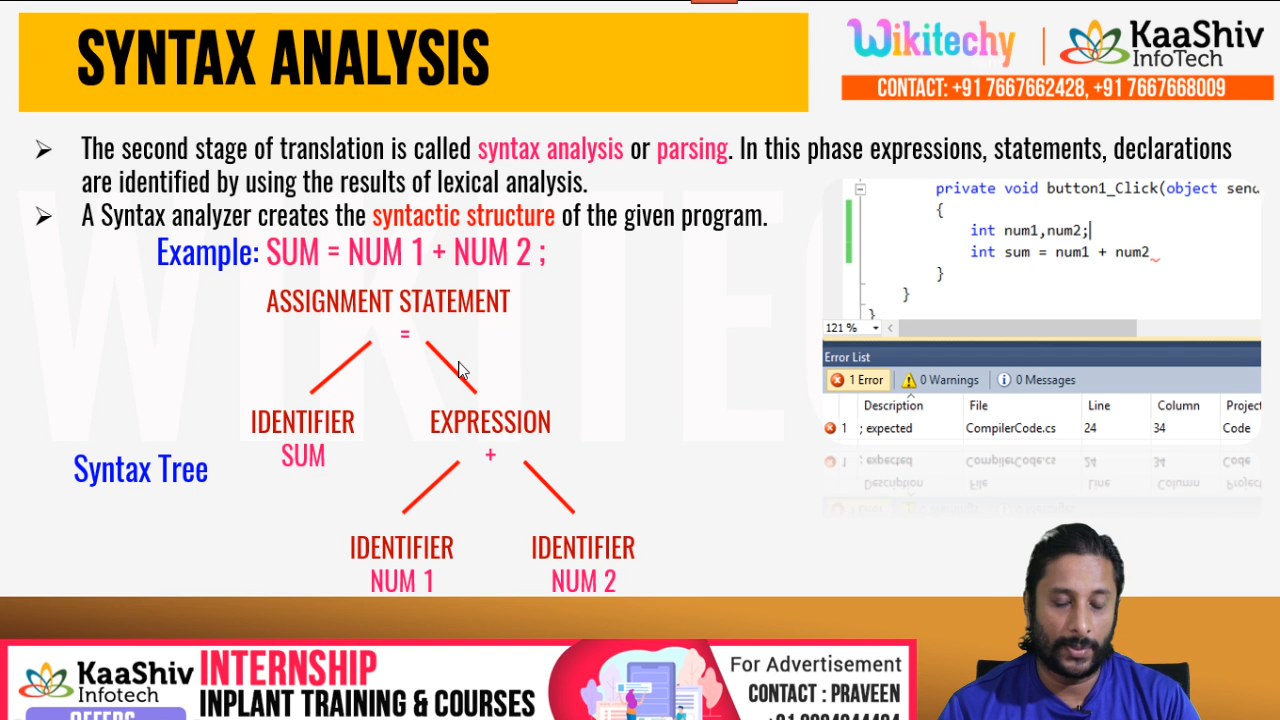 SYNTAX ANALYSIS
Wikitechy
KaaShiv
InfoTech
CONTACT: +91 7667662428, +91 7667668009
➢ The second stage of translation is called syntax analysis or parsing. In this phase expressions, statements, declarations
are identified by using the results of lexical analysis.
➢ A Syntax analyzer creates the syntactic structure of the given program.
Example: SUM = NUM 1 + NUM 2 ;
ASSIGNMENT STATEMENT
=
IDENTIFIER EXPRESSION
SUM +
Syntax Tree
IDENTIFIER IDENTIFIER
NUM 1 NUM 2
private void button1_Click(object
{
int num1,num2;
int sum = num1 + num2
}
}
}
121 %
Error List
1 Error 0 Warnings 0 Messages
Description File Line Column
1 ; expected CompilerCode.cs 24 34 Code
KaaShiv
Infotech
OFFERS
INTERNSHIP
INPLANT TRAINING & COURSES
For Advertisement
CONTACT : PRAVEEN